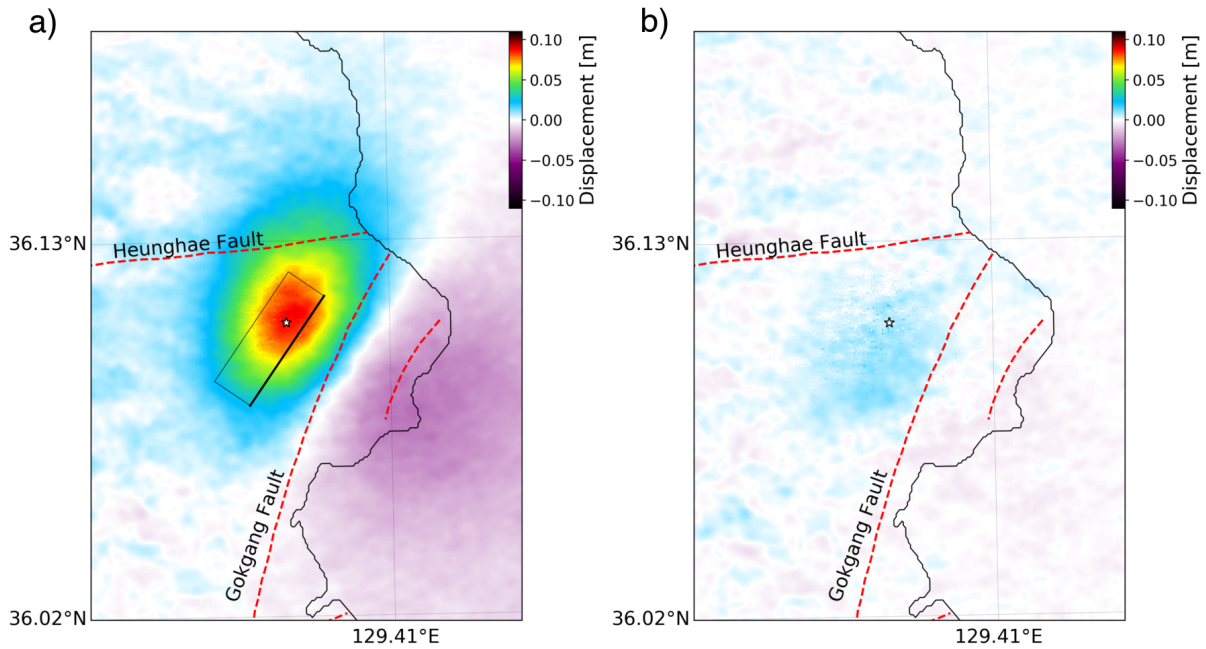 a)
0.10
0.05
0.00
−0.05
−0.10
Displacement [m]
36.13°N
Heunghae Fault
Gokgang Fault
36.02°N
129.41°E
b)
0.10
0.05
0.00
−0.05
−0.10
Displacement [m]
36.13°N
Heunghae Fault
Gokgang Fault
36.02°N
129.41°E